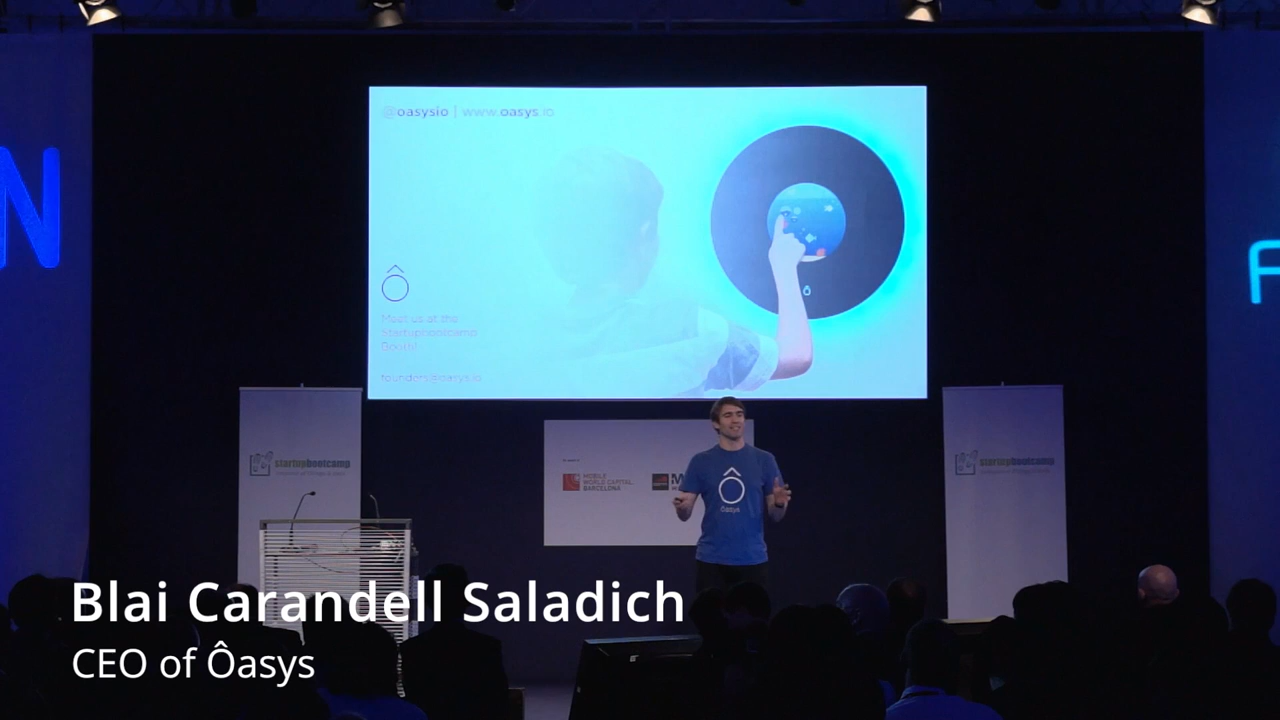 @oasysio | www.oasys.io
N
Ô
Meet us at the
Startupbootcamp
Booth!
founders@oasys.io
startupbootcamp
startupbootcamp
MOBILE
WORLD CAPITAL
BARCELONA
M
Ô
Ôasys
Blai Carandell Saladich
CEO of Ôasys